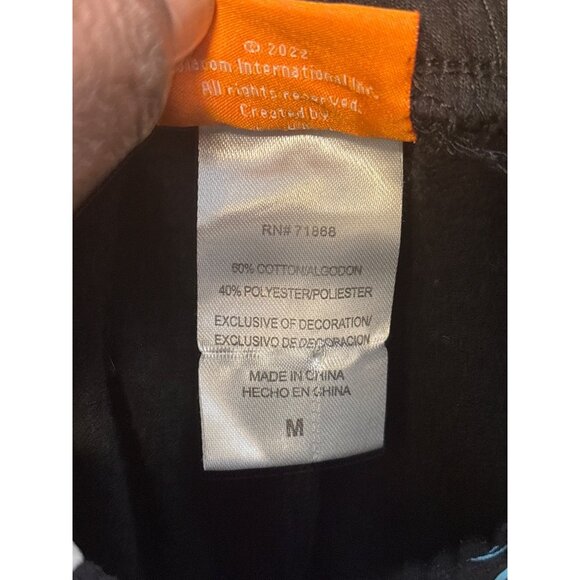 © 2022
International Inc.
All rights reserved.
Created by
RN# 71868
60% COTTON/ALGODON
40% POLYESTER/POLIESTER
EXCLUSIVE OF DECORATION/
EXCLUSIVO DE DECORACION
MADE IN CHINA
HECHO EN CHINA
M